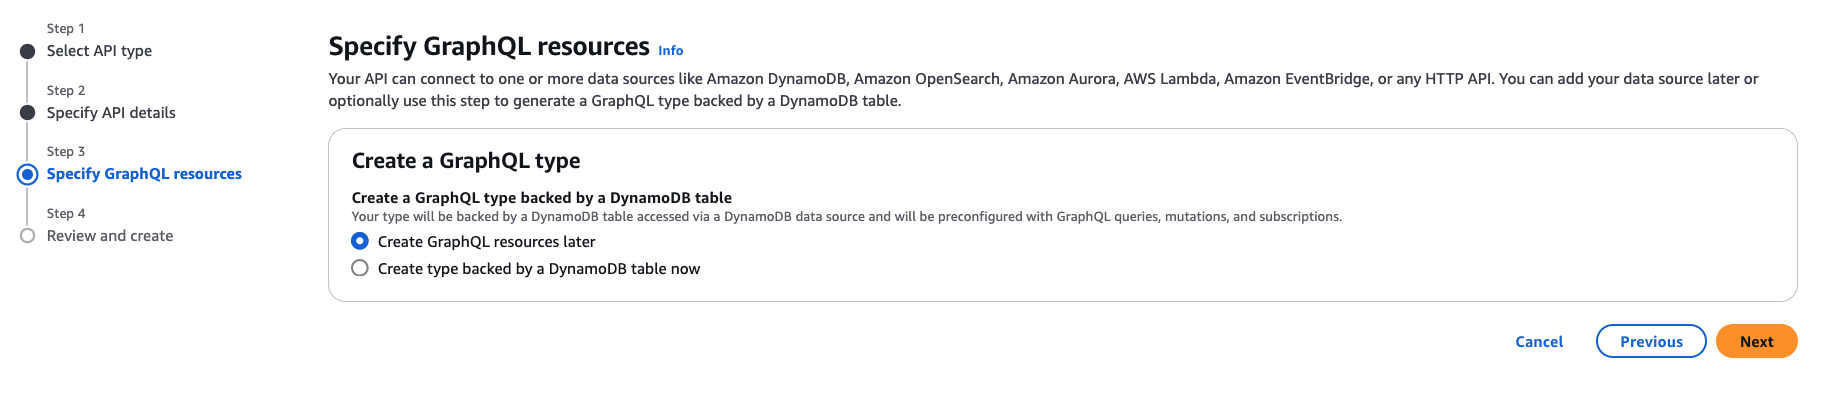 Step 1
Select API type
Step 2
Specify API details
Step 3
Specify GraphQL resources
Step 4
Review and create
Specify GraphQL resources Info
Your API can connect to one or more data sources like Amazon DynamoDB, Amazon OpenSearch, Amazon Aurora, AWS Lambda, Amazon EventBridge, or any HTTP API. You can add your data source later or
optionally use this step to generate a GraphQL type backed by a DynamoDB table.
Create a GraphQL type
Create a GraphQL type backed by a DynamoDB table
Your type will be backed by a DynamoDB table accessed via a DynamoDB data source and will be preconfigured with GraphQL queries, mutations, and subscriptions.
Create GraphQL resources later
Create type backed by a DynamoDB table now
Cancel Previous Next